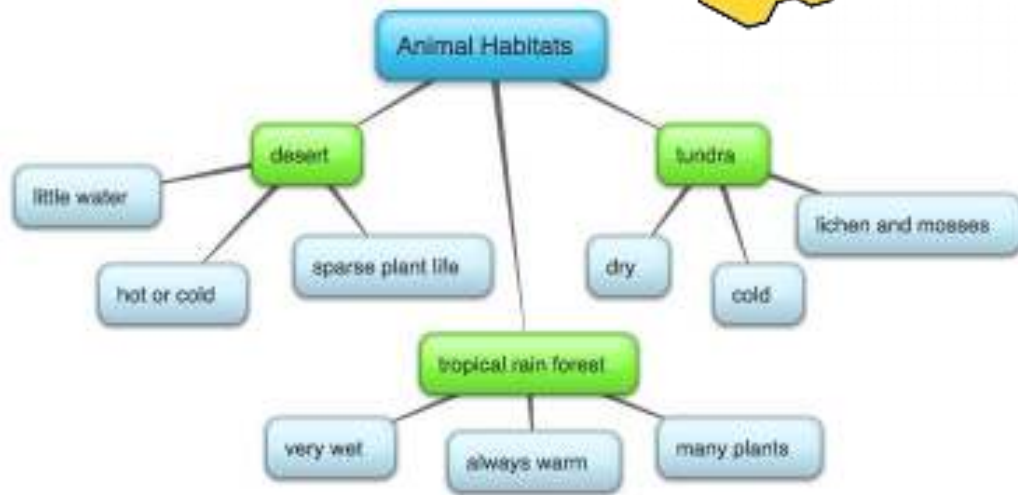 Animal Habitats
desert
tundra
little water
hot or cold
sparse plant life
dry
cold
lichen and mosses
tropical rain forest
very wet
always warm
many plants